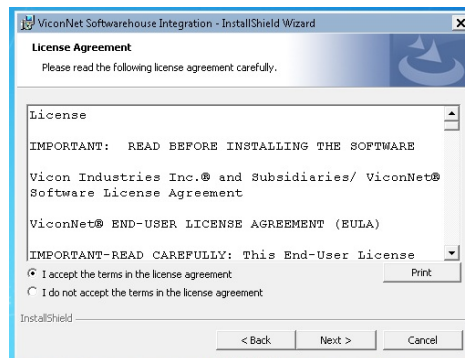 ViconNet Softwarehouse Integration - InstallShield Wizard
License Agreement
Please read the following license agreement carefully.
License
IMPORTANT:  READ BEFORE INSTALLING THE SOFTWARE
Vicon Industries Inc.® and Subsidiaries/ ViconNet®
Software License Agreement
ViconNet® END-USER LICENSE AGREEMENT (EULA)
IMPORTANT-READ CAREFULLY: This End-User License
I accept the terms in the license agreement
Print
I do not accept the terms in the license agreement
InstallShield
< Back
Next >
Cancel